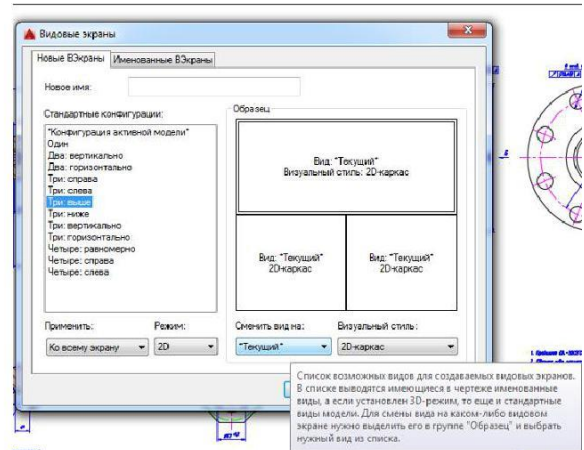 Видовые экраны
Новые ВЭкраны
Именованные ВЭкраны
Новое имя:
Стандартные конфигурации:
*Конфигурация активной модели*
Один
Два: вертикально
Два: горизонтально
Три: справа
Три: слева
Три: выше
Три: ниже
Три: вертикально
Три: горизонтально
Четыре: равномерно
Четыре: справа
Четыре: слева
Образец
Вид: *Текущий*
Визуальный стиль: 2D-каркас
Вид: *Текущий*
2D-каркас
Вид: *Текущий*
2D-каркас
Применить:
Режим:
Сменить вид на:
Визуальный стиль:
Ко всему экрану
2D
*Текущий*
2D-каркас
Список возможных видов для создаваемых видовых экранов.
В списке выводятся имеющиеся в чертеже именованные
виды, а если установлен 3D-режим, то еще и стандартные
виды модели. Для смены вида на каком-либо видовом
экране нужно выделить его в группе "Образец" и выбрать
нужный вид из списка.